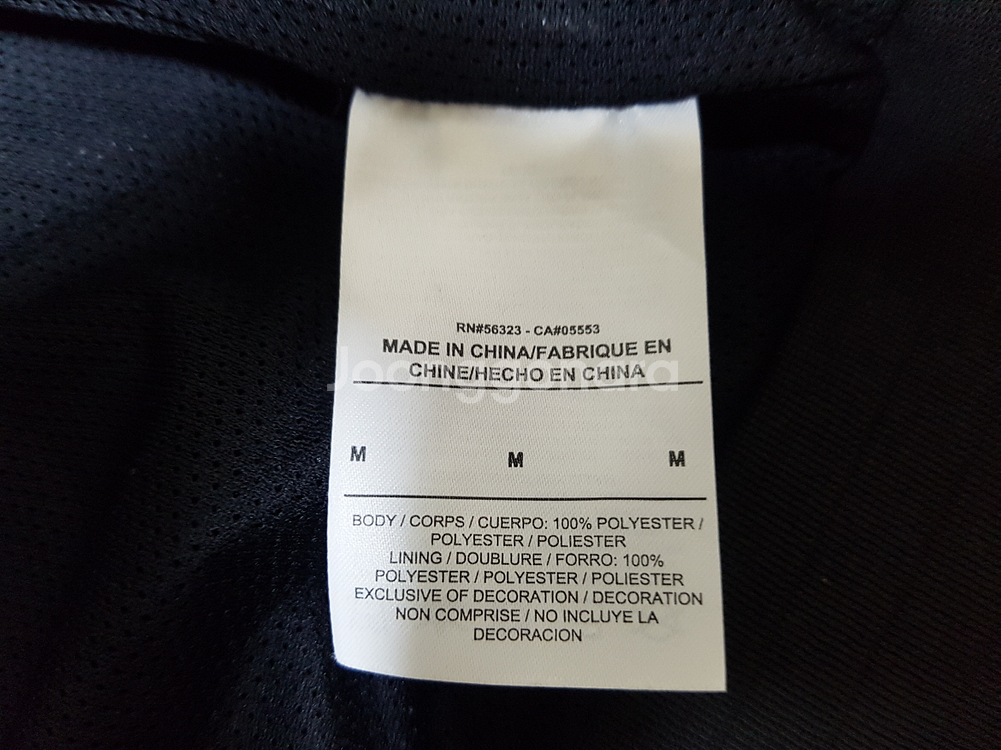 RN#56323 - CA#05553
MADE IN CHINA/FABRIQUE EN
CHINE/HECHO EN CHINA
Joonggonara
M M M
BODY / CORPS / CUERPO: 100% POLYESTER /
POLYESTER / POLIESTER
LINING / DOUBLURE / FORRO: 100%
POLYESTER / POLYESTER / POLIESTER
EXCLUSIVE OF DECORATION / DECORATION
NON COMPRISE / NO INCLUYE LA
DECORACION